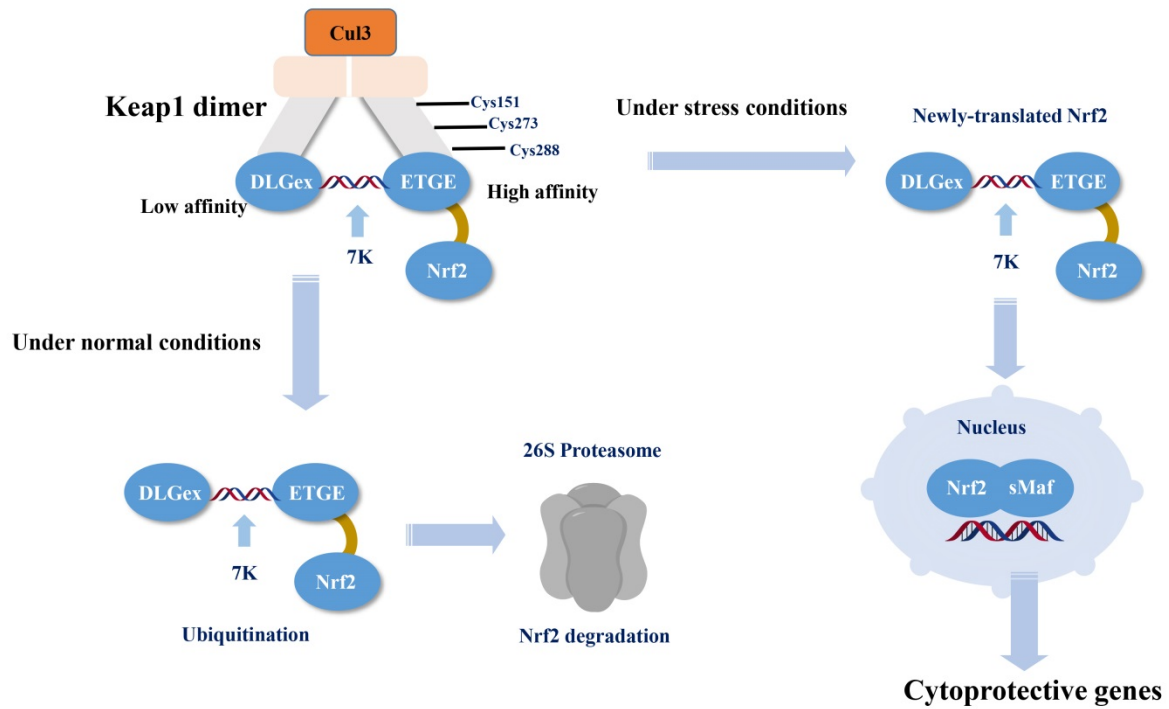 Cul3
Keap1 dimer
Cys151
Cys273
Cys288
DLGex
ETGE
Low affinity
High affinity
7K
Nrf2
Under stress conditions
Newly-translated Nrf2
DLGex
ETGE
7K
Nrf2
Under normal conditions
DLGex
ETGE
7K
Nrf2
Ubiquitination
26S Proteasome
Nrf2 degradation
Nucleus
Nrf2
sMaf
Cytoprotective genes